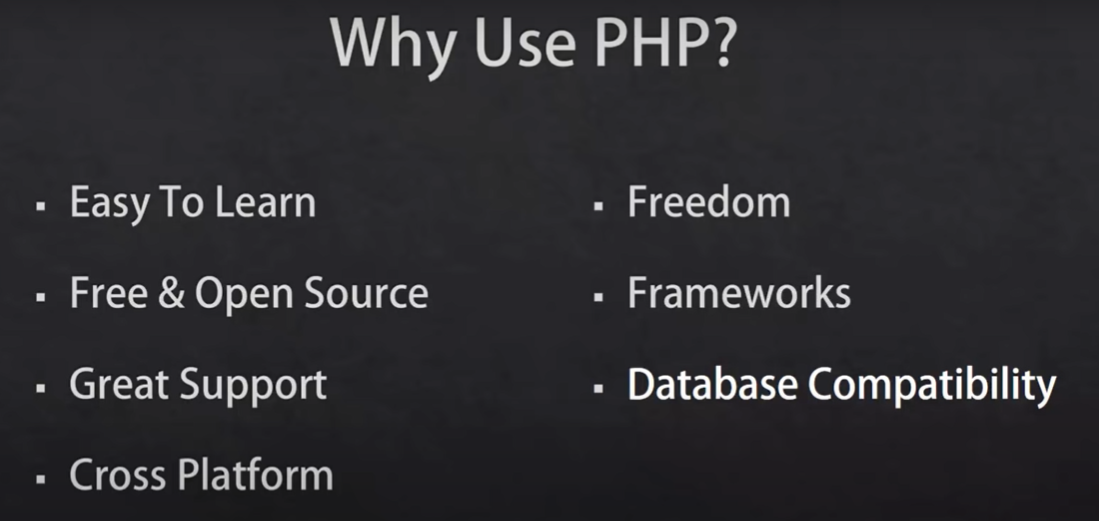 Why Use PHP?
▪ Easy To Learn
▪ Free & Open Source
▪ Great Support
▪ Cross Platform
▪ Freedom
▪ Frameworks
▪ Database Compatibility